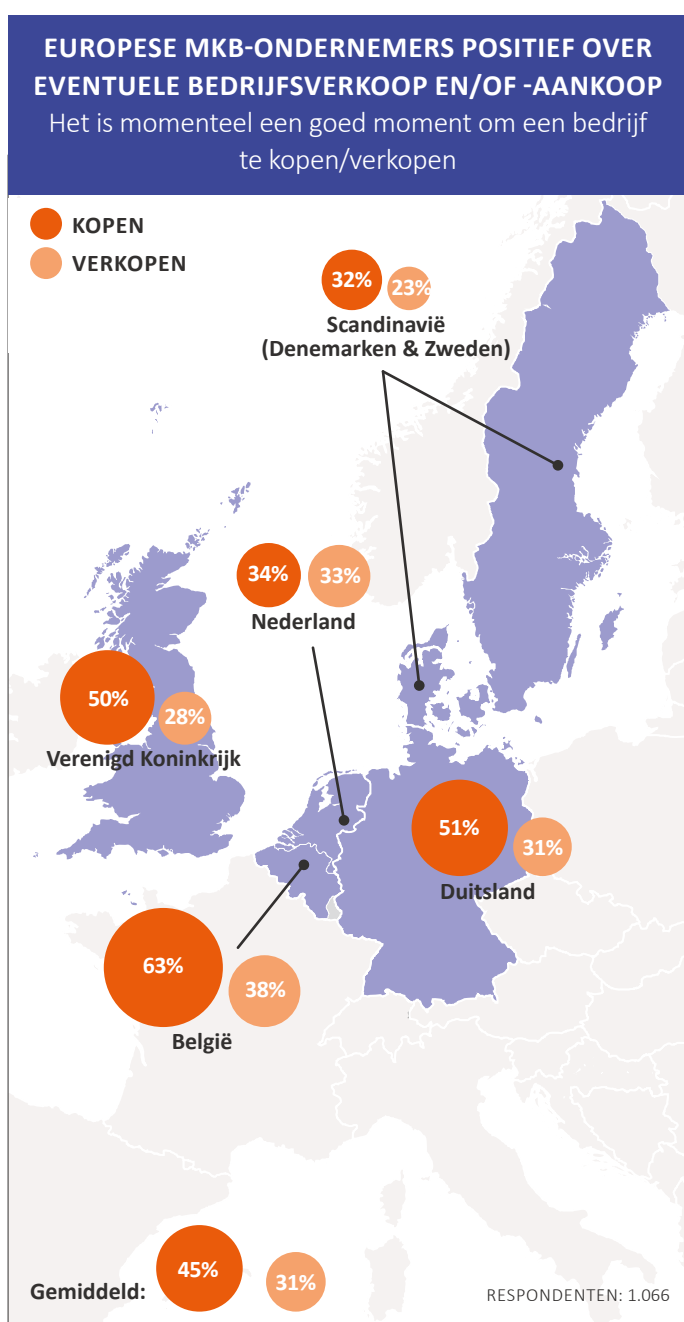 EUROPESE MKB-ONDERNEMERS POSITIEF OVER
EVENTUELE BEDRIJFSVERKOOP EN/OF -AANKOOP
Het is momenteel een goed moment om een bedrijf
te kopen/verkopen
KOPEN
VERKOPEN
32% 23%
Scandinavië
(Denemarken & Zweden)
34% 33%
Nederland
50% 28%
Verenigd Koninkrijk
51% 31%
Duitsland
63% 38%
België
Gemiddeld: 45% 31%
RESPONDENTEN: 1.066